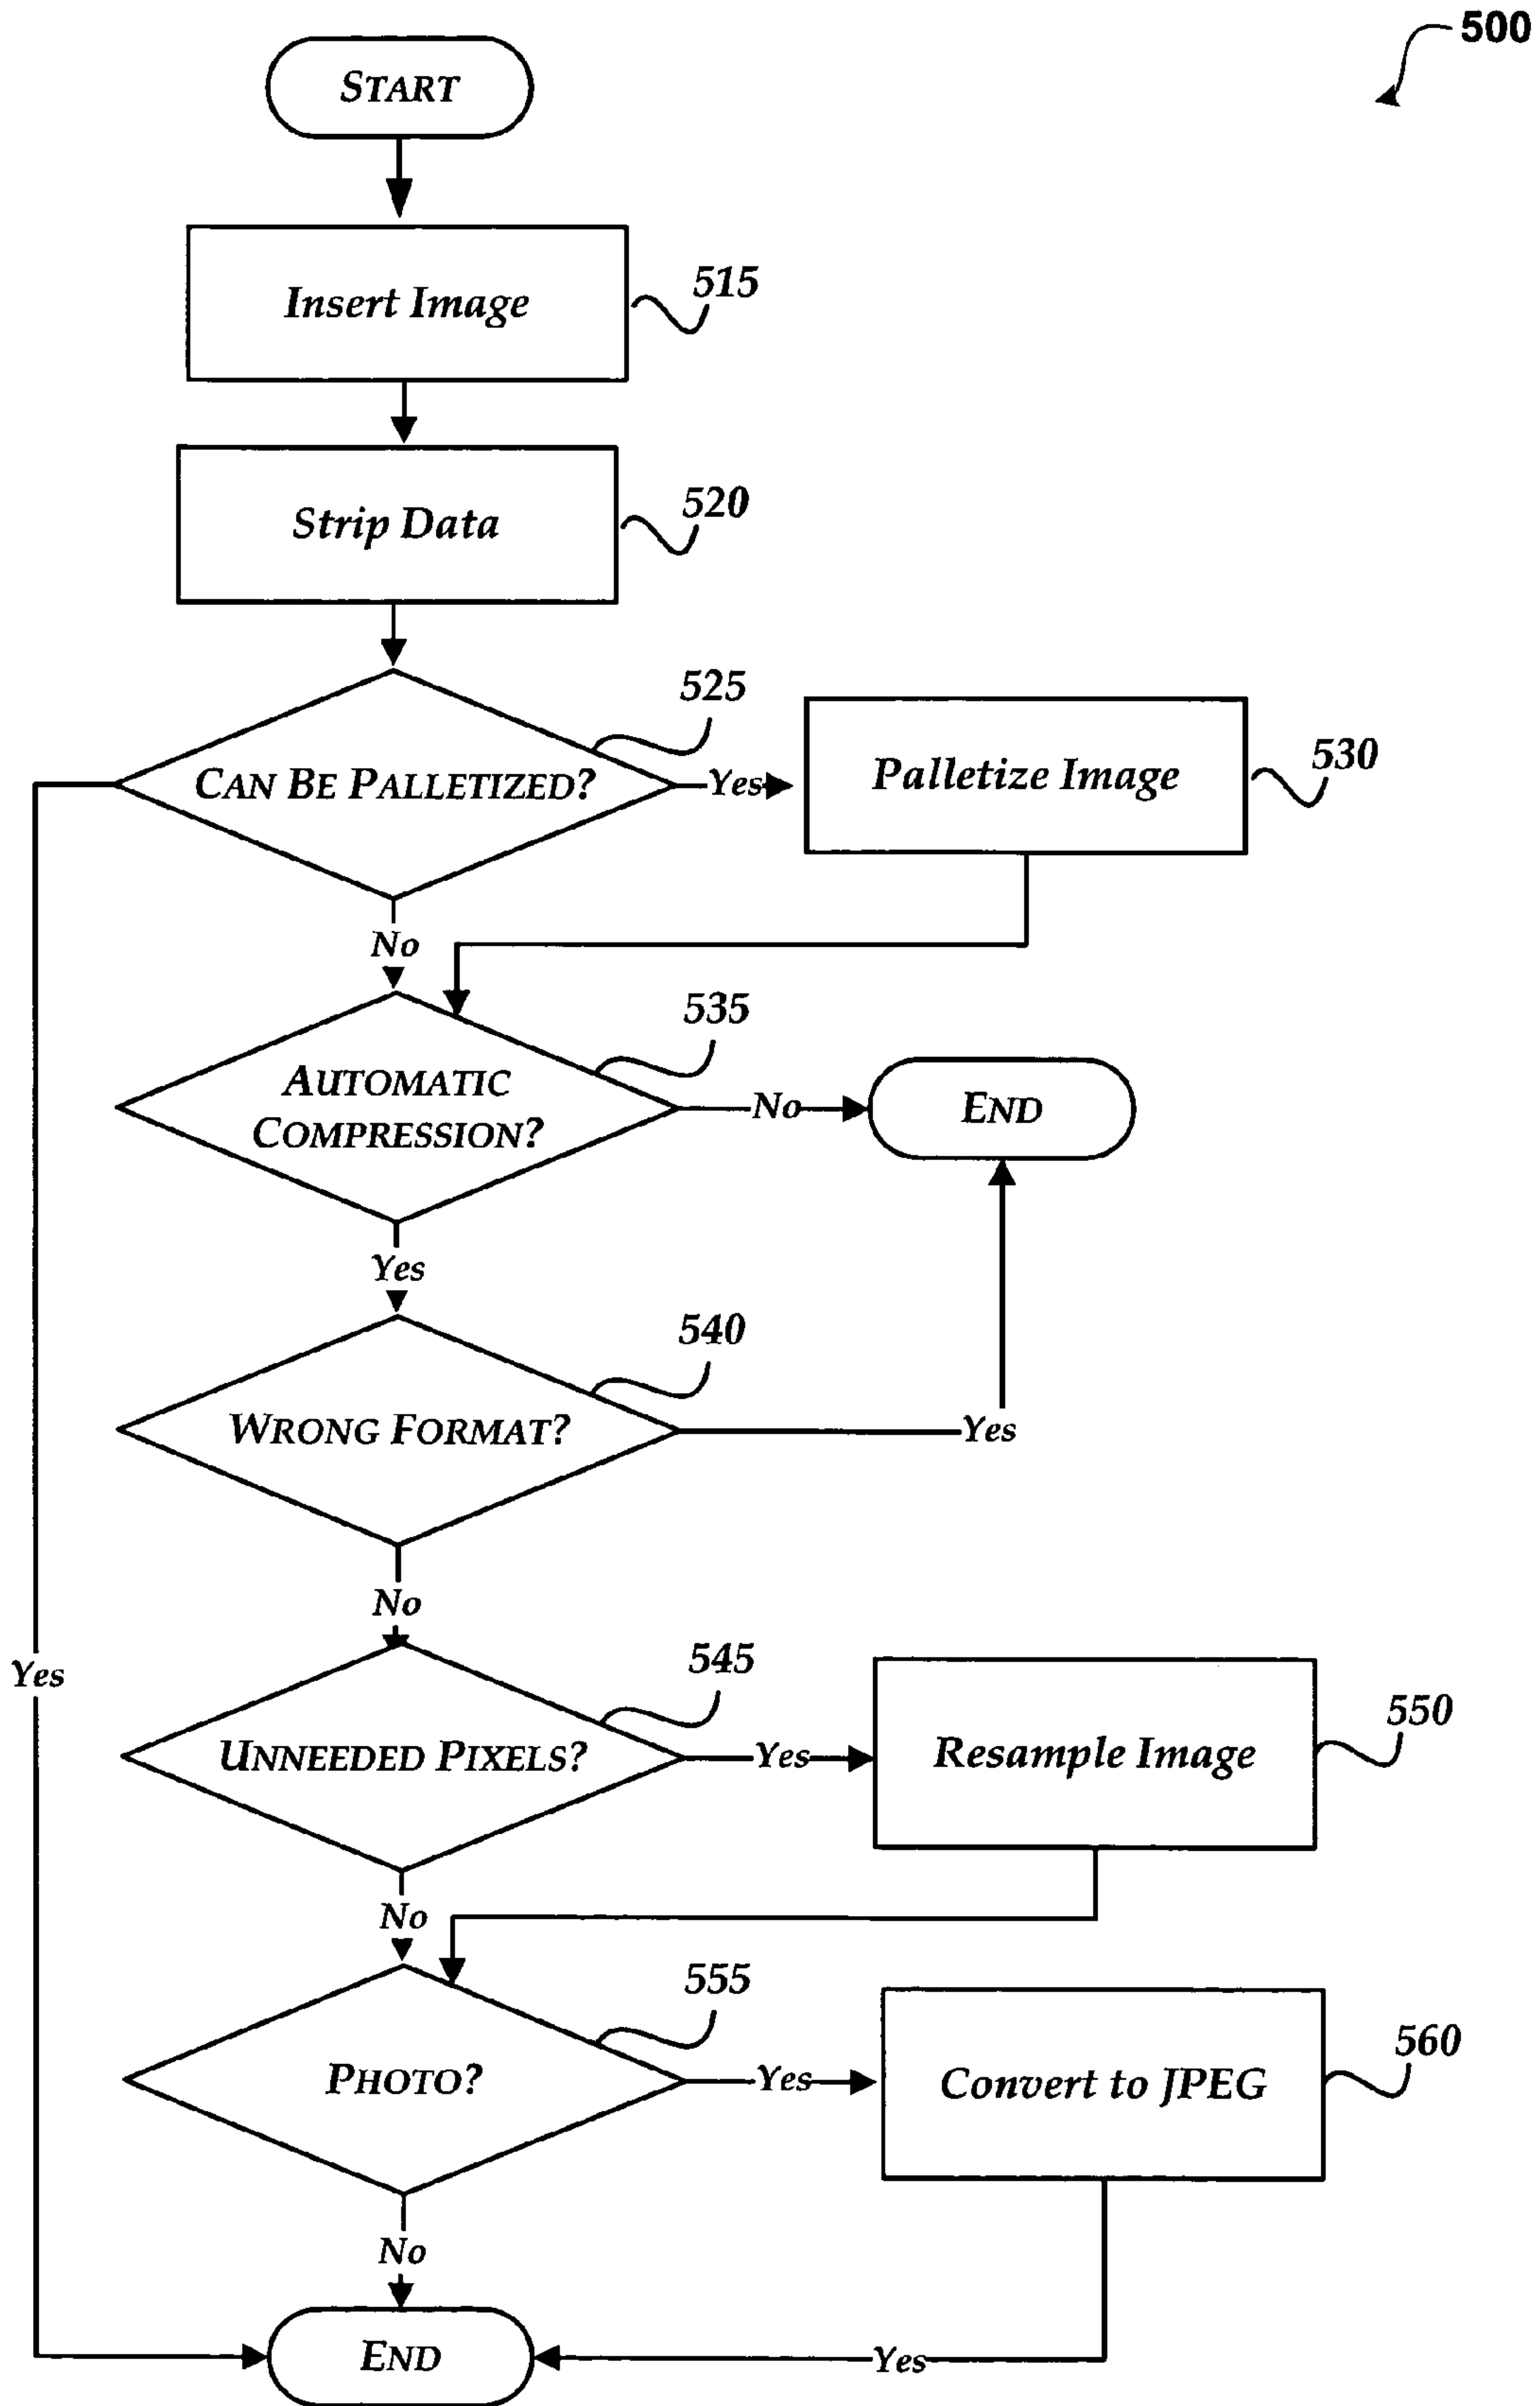 500
START
Insert Image
515
Strip Data
520
CAN BE PALLETIZED?
525
Yes
Palletize Image
530
No
AUTOMATIC
COMPRESSION?
535
No
END
Yes
WRONG FORMAT?
540
Yes
No
Yes
UNNEEDED PIXELS?
545
Yes
Resample Image
550
No
PHOTO?
555
Yes
Convert to JPEG
560
No
END
Yes